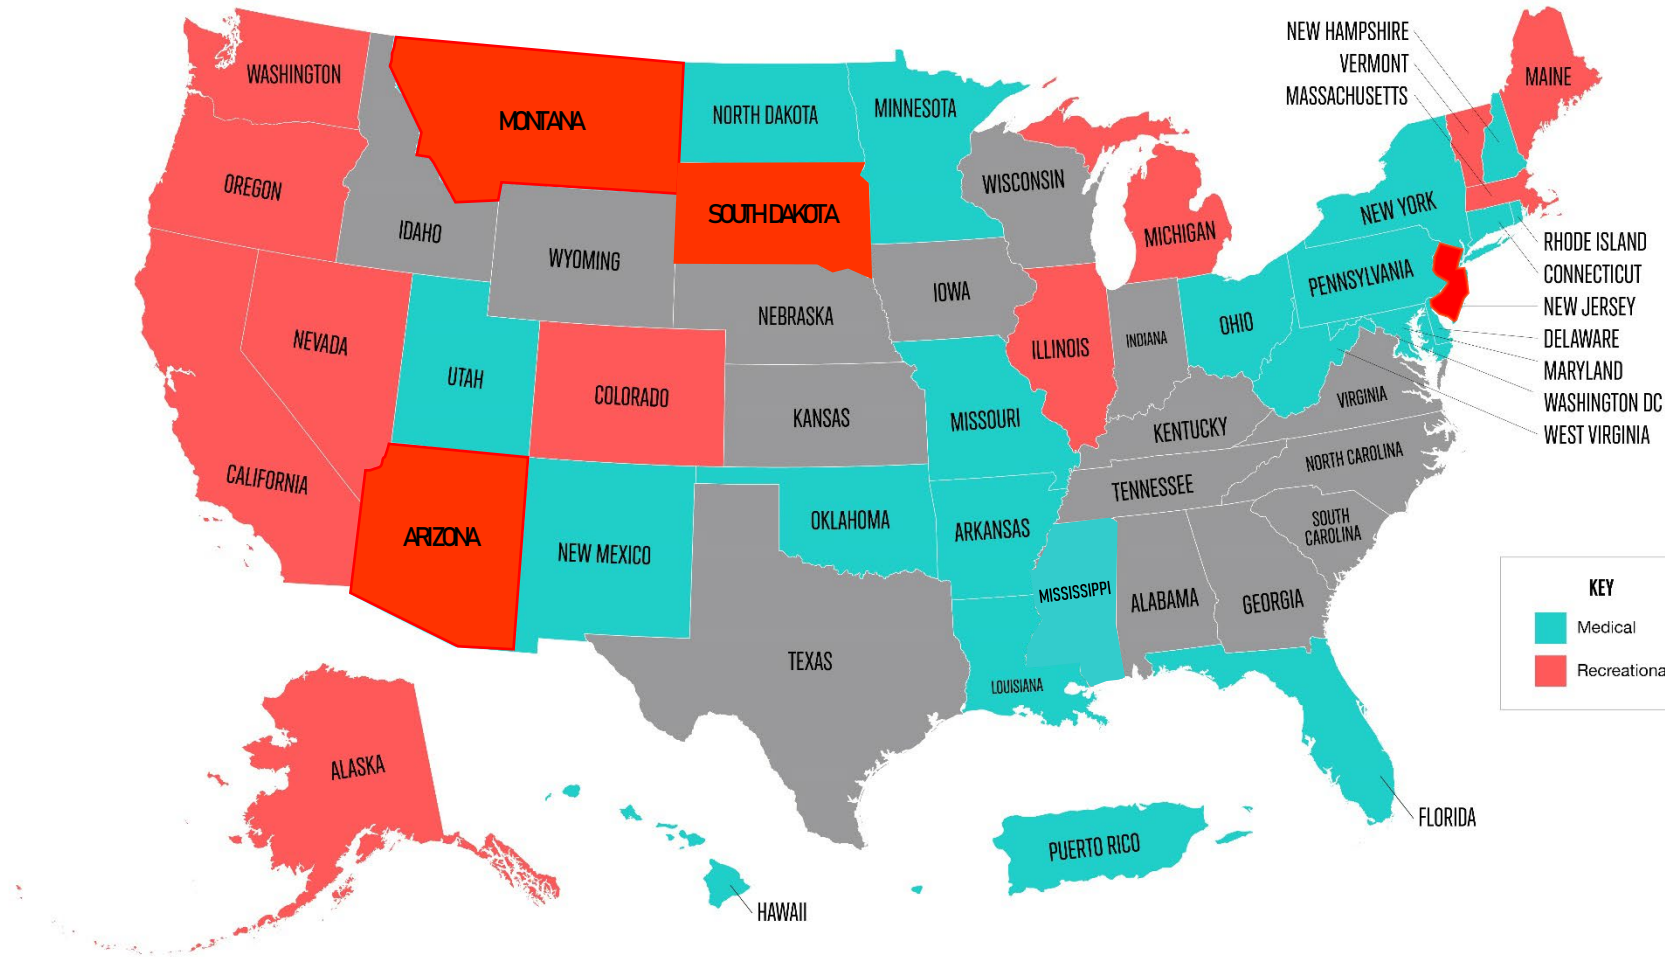 NEW HAMPSHIRE
VERMONT
MASSACHUSETTS
MAINE
WASHINGTON
MONTANA
NORTH DAKOTA
MINNESOTA
OREGON
IDAHO
WYOMING
SOUTH DAKOTA
WISCONSIN
MICHIGAN
NEW YORK
RHODE ISLAND
CONNECTICUT
NEW JERSEY
DELAWARE
MARYLAND
WASHINGTON DC
WEST VIRGINIA
PENNSYLVANIA
NEVADA
UTAH
COLORADO
NEBRASKA
IOWA
ILLINOIS
INDIANA
OHIO
KANSAS
MISSOURI
KENTUCKY
VIRGINIA
CALIFORNIA
ARIZONA
NEW MEXICO
OKLAHOMA
ARKANSAS
TENNESSEE
NORTH CAROLINA
SOUTH
CAROLINA
TEXAS
LOUISIANA
MISSISSIPPI
ALABAMA
GEORGIA
KEY
Medical
Recreationa
ALASKA
HAWAII
PUERTO RICO
FLORIDA